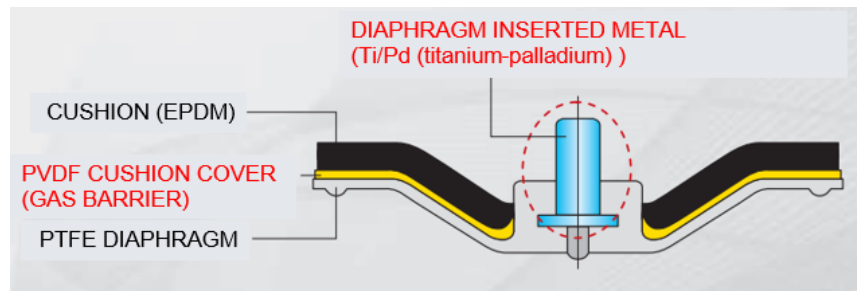 DIAPHRAGM INSERTED METAL
(Ti/Pd (titanium-palladium) )
CUSHION (EPDM)
PVDF CUSHION COVER
(GAS BARRIER)
PTFE DIAPHRAGM